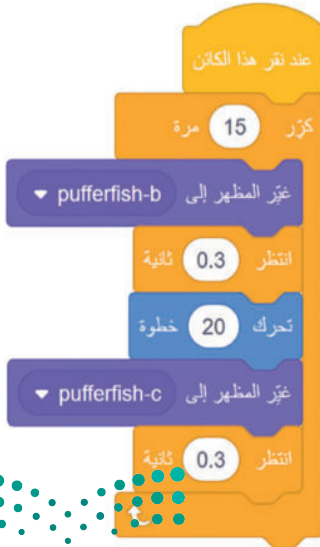 عند نقر هذا الكائن
كرّر 15 مرة
غيّر المظهر إلى pufferfish-b
انتظر 0.3 ثانية
تحرك 20 خطوة
غيّر المظهر إلى pufferfish-c
انتظر 0.3 ثانية